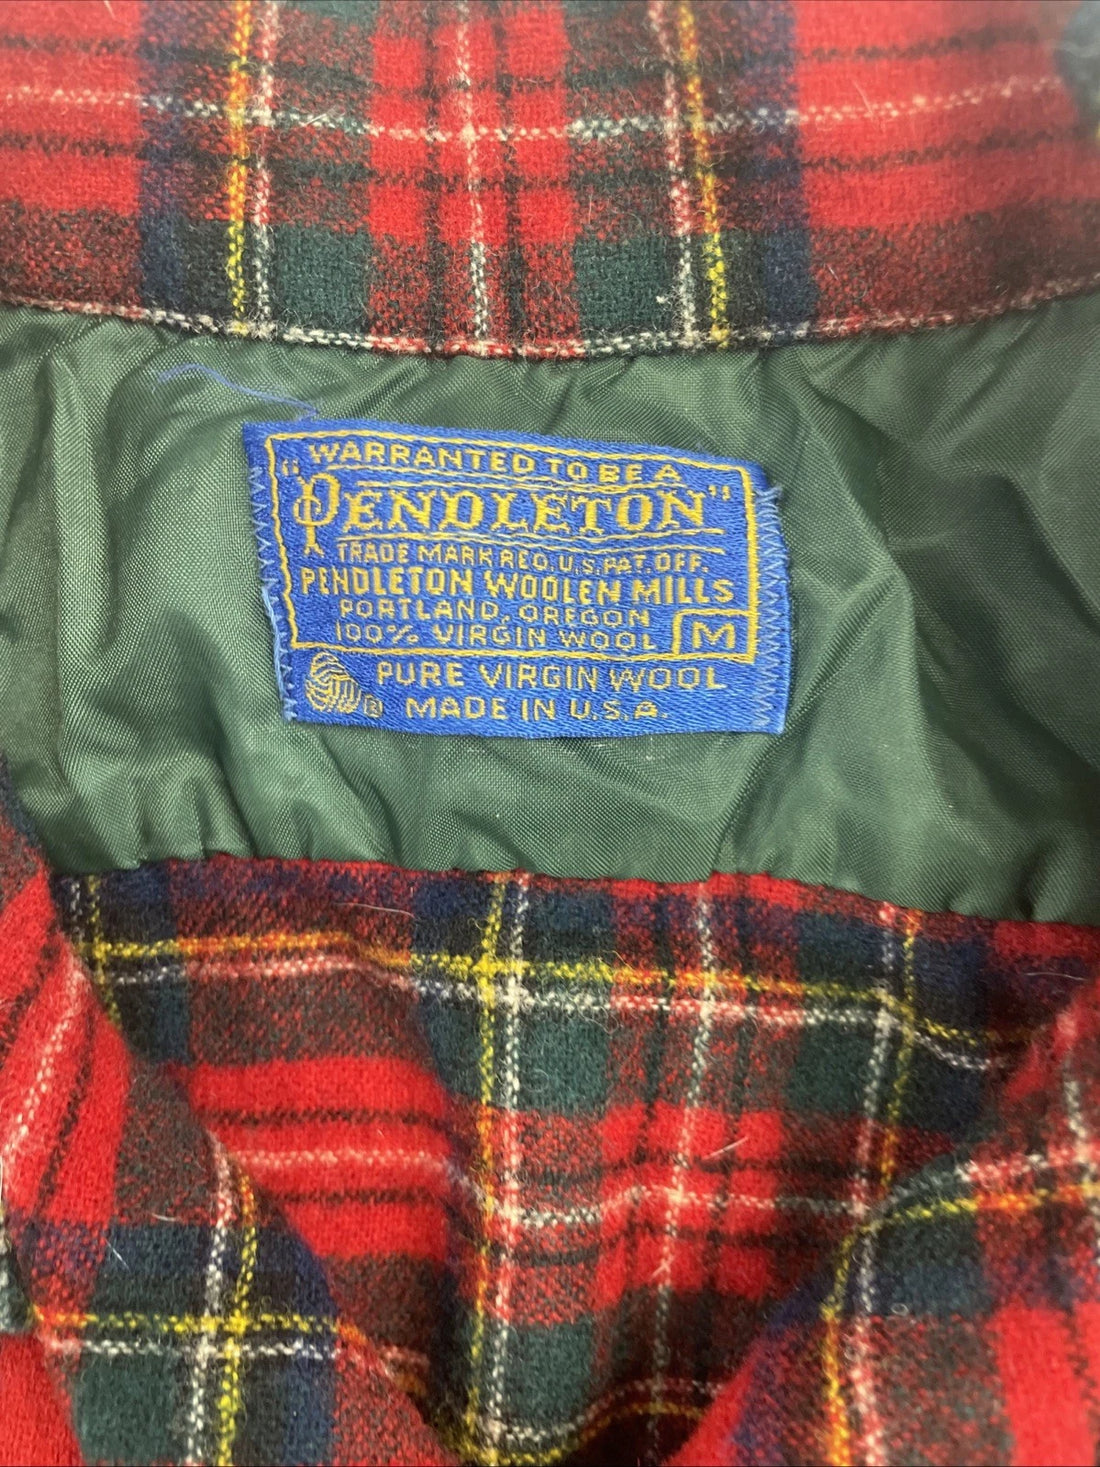 WARRANTED TO BE A
"PENDLETON"
TRADE MARK REG. U.S. PAT. OFF.
PENDLETON WOOLEN MILLS
PORTLAND, OREGON
100% VIRGIN WOOL M
PURE VIRGIN WOOL
® MADE IN U.S.A.